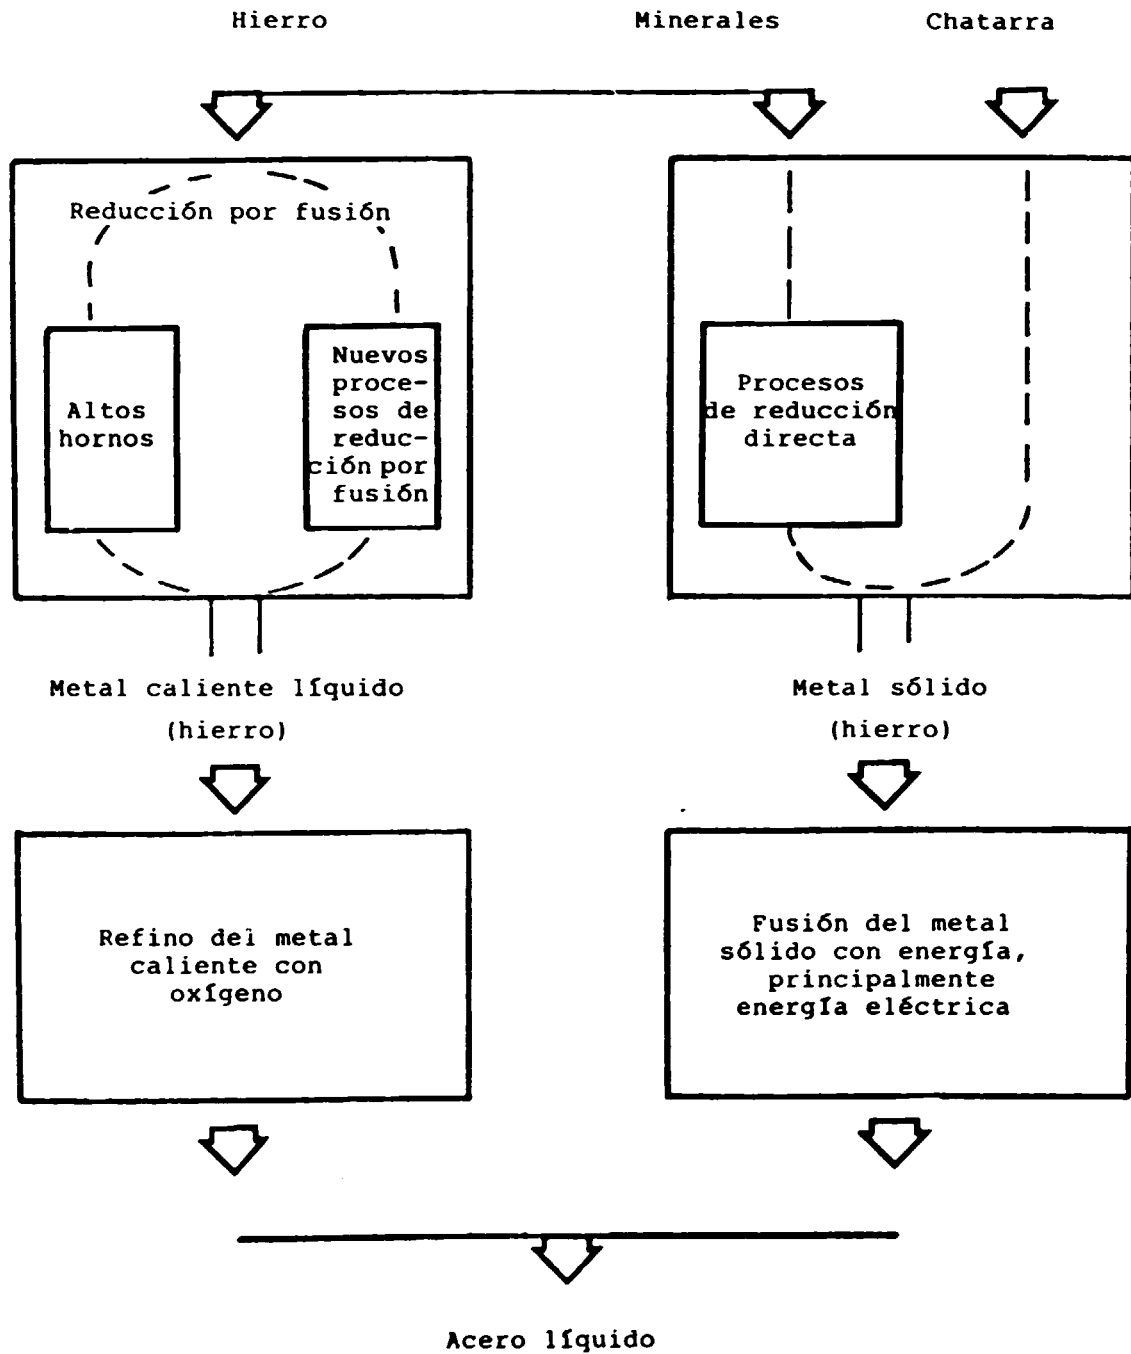 Hierro Minerales Chatarra
Reducción por fusión
Altos
hornos
Nuevos
proce-
sos de
reduc-
ción por
fusión
Procesos
de reducción
directa
Metal caliente líquido
(hierro)
Metal sólido
(hierro)
Refino del metal
caliente con
oxígeno
Fusión del metal
sólido con energía,
principalmente
energía eléctrica
Acero líquido